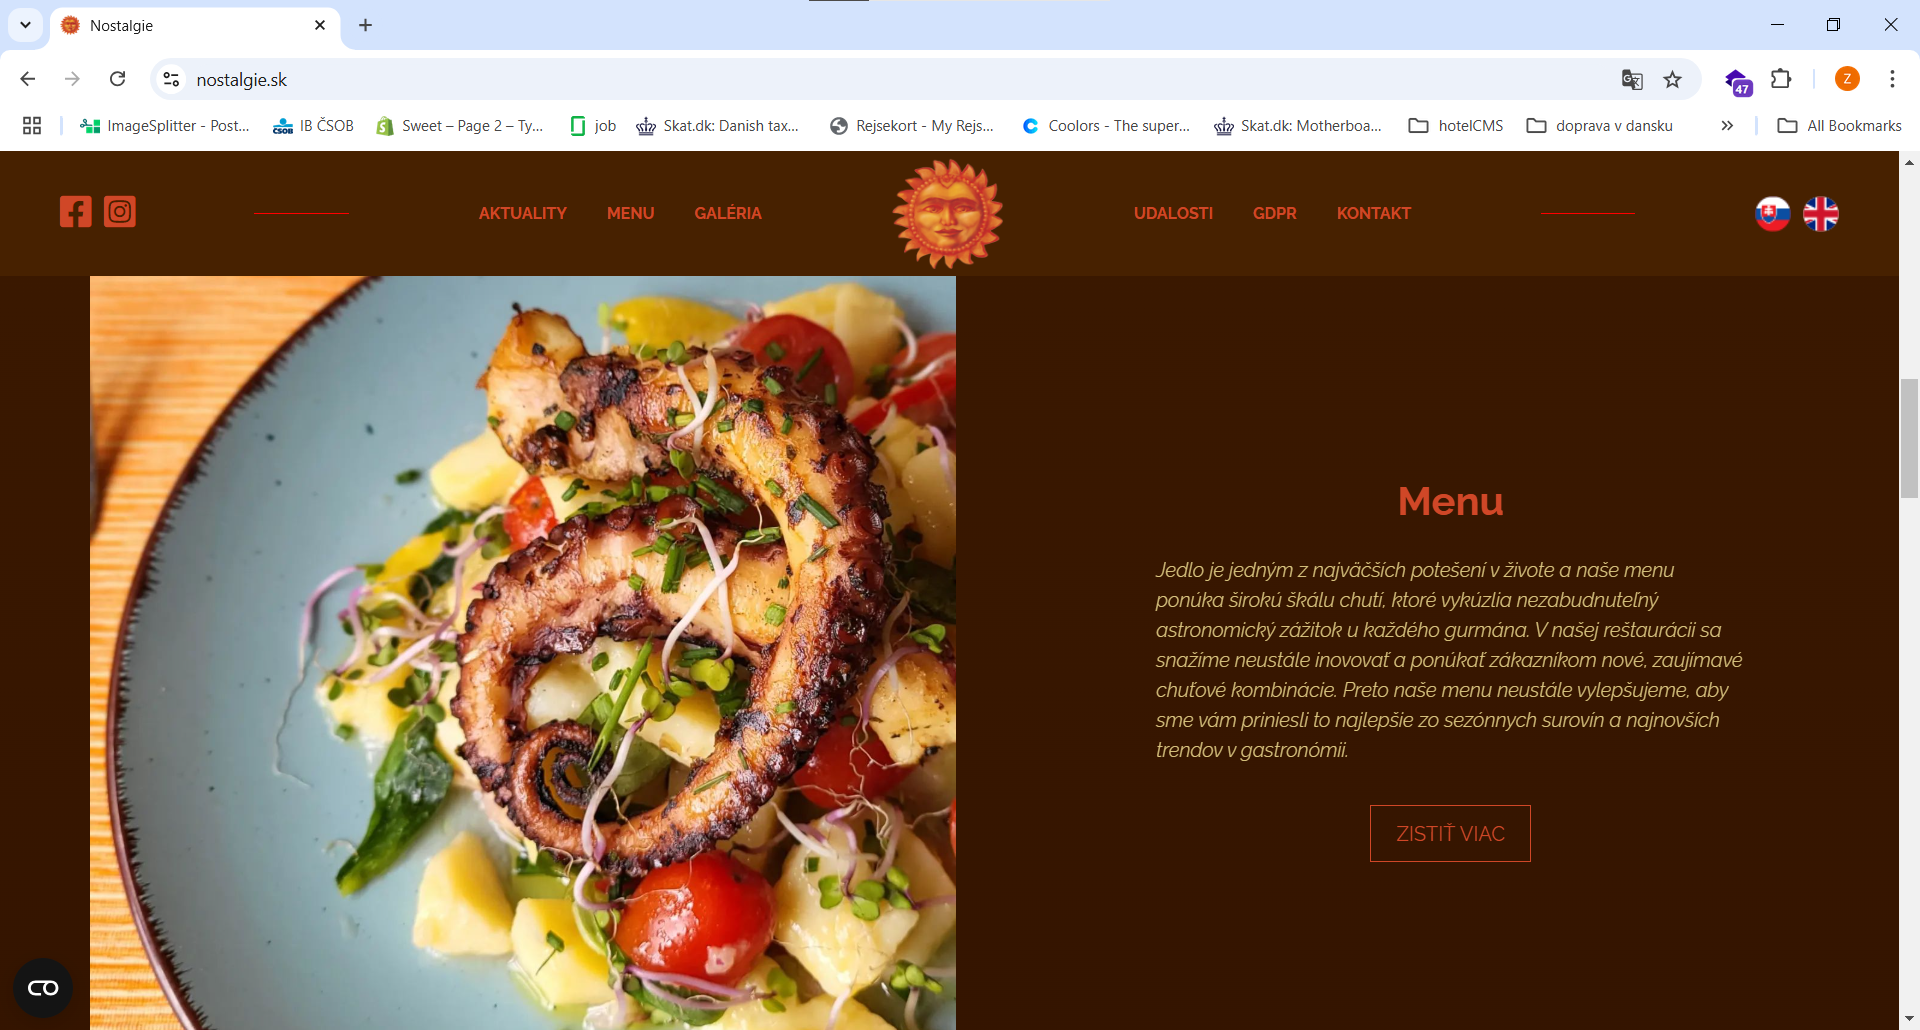 Nostalgie
nostalgie.sk
Z
47
ImageSplitter - Post...
ČSOB
IB ČSOB
Sweet – Page 2 – Ty...
job
Skat.dk: Danish tax...
Rejsekort - My Rejs...
Coolors - The super...
Skat.dk: Motherboa...
hotelCMS
doprava v dansku
All Bookmarks
AKTUALITY
MENU
GALÉRIA
UDALOSTI
GDPR
KONTAKT
Menu
Jedlo je jedným z najväčších potešení v živote a naše menu
ponúka širokú škálu chutí, ktoré vykúzlia nezabudnuteľný
astronomický zážitok u každého gurmána. V našej reštaurácii sa
snažíme neustále inovovať a ponúkať zákazníkom nové, zaujímavé
chuťové kombinácie. Preto naše menu neustále vylepšujeme, aby
sme vám priniesli to najlepšie zo sezónnych surovín a najnovších
trendov v gastronómii.
ZISTIŤ VIAC